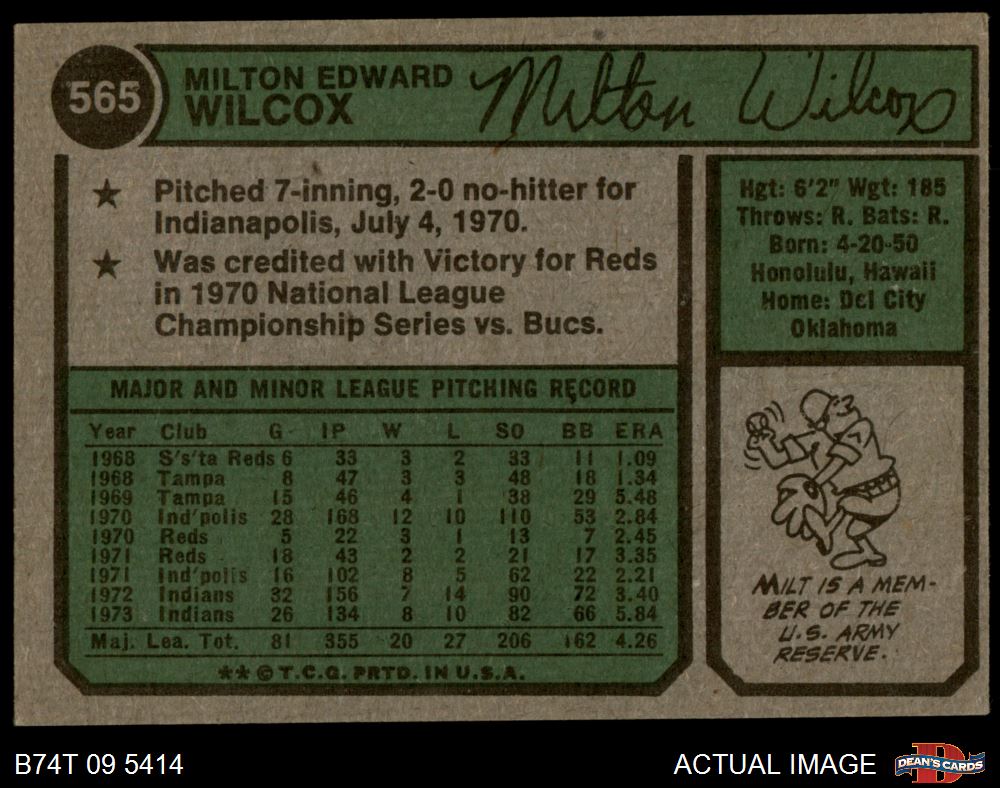 565
MILTON EDWARD
WILCOX
Milton Wilcox
★ Pitched 7-inning, 2-0 no-hitter for
Indianapolis, July 4, 1970.
★ Was credited with Victory for Reds
in 1970 National League
Championship Series vs. Bucs.
Hgt: 6'2" Wgt: 185
Throws: R. Bats: R.
Born: 4-20-50
Honolulu, Hawaii
Home: Del City
Oklahoma
MAJOR AND MINOR LEAGUE PITCHING RECORD
Year Club G IP W L SO BB ERA
1968 S's'ta Reds 6 33 3 2 33 11 1.09
1968 Tampa 8 47 3 3 48 18 1.34
1969 Tampa 15 46 4 1 38 29 5.48
1970 Ind'polis 28 168 12 10 110 53 2.84
1970 Reds 5 22 3 1 13 7 2.45
1971 Reds 18 43 2 2 21 17 3.35
1971 Ind'polis 16 102 8 5 62 22 2.21
1972 Indians 32 156 7 14 90 72 3.40
1973 Indians 26 134 8 10 82 66 5.84
Maj. Lea. Tot. 81 355 20 27 206 162 4.26
**© T.C.G. PRTD. IN U.S.A.
MILT IS A MEM-
BER OF THE
U.S. ARMY
RESERVE.
B74T 09 5414
ACTUAL IMAGE
D
DEAN'S CARDS